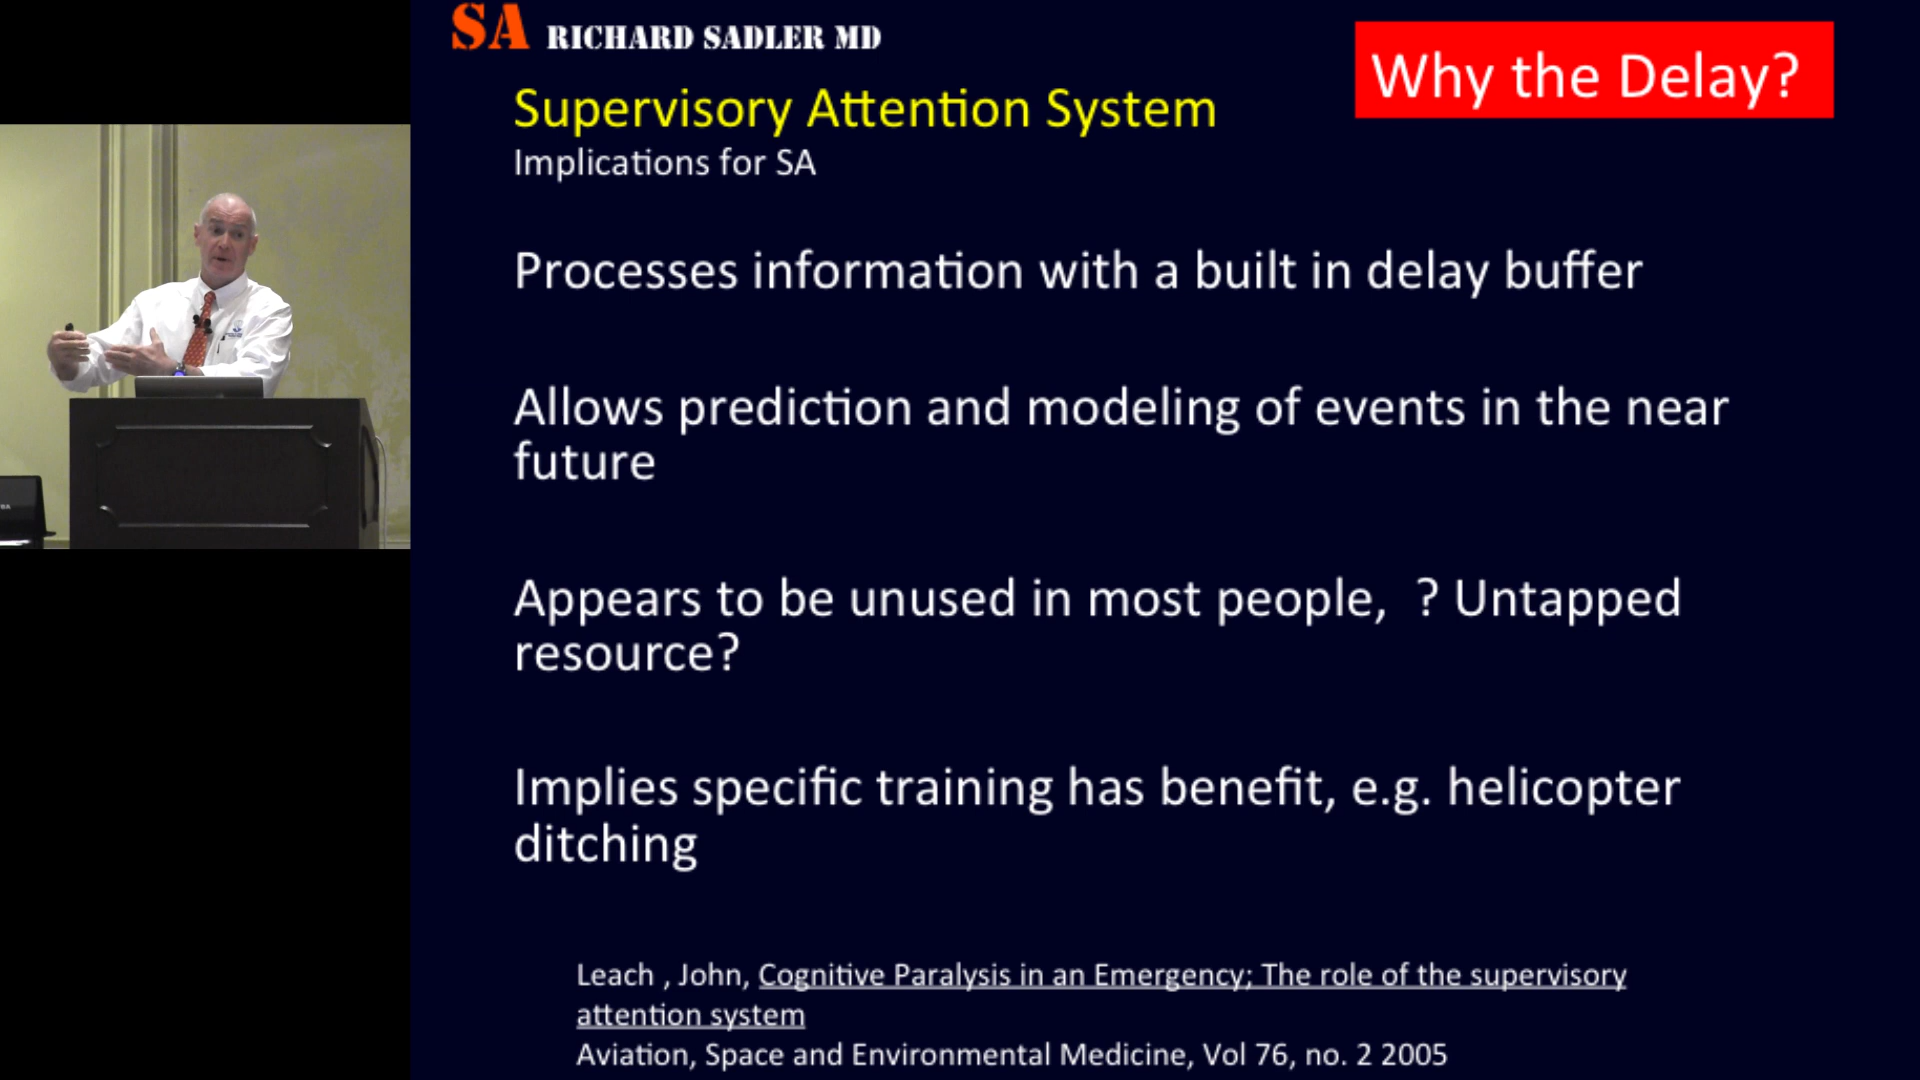 SA RICHARD SADLER MD
Why the Delay?
Supervisory Attention System
Implications for SA
Processes information with a built in delay buffer
Allows prediction and modeling of events in the near
future
Appears to be unused in most people,  ? Untapped
resource?
Implies specific training has benefit, e.g. helicopter
ditching
Leach , John, Cognitive Paralysis in an Emergency; The role of the supervisory
attention system
Aviation, Space and Environmental Medicine, Vol 76, no. 2 2005